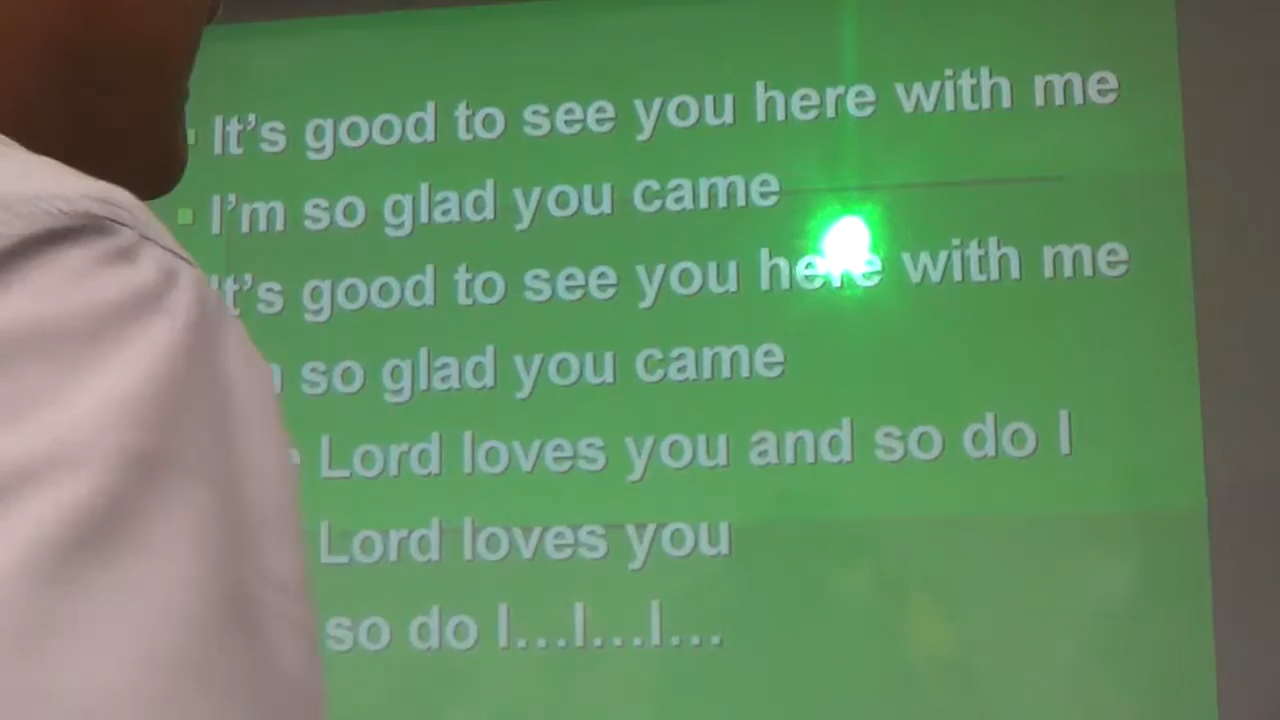 It's good to see you here with me
I'm so glad you came
It's good to see you here with me
so glad you came
Lord loves you and so do I
Lord loves you
so do I...I...I...